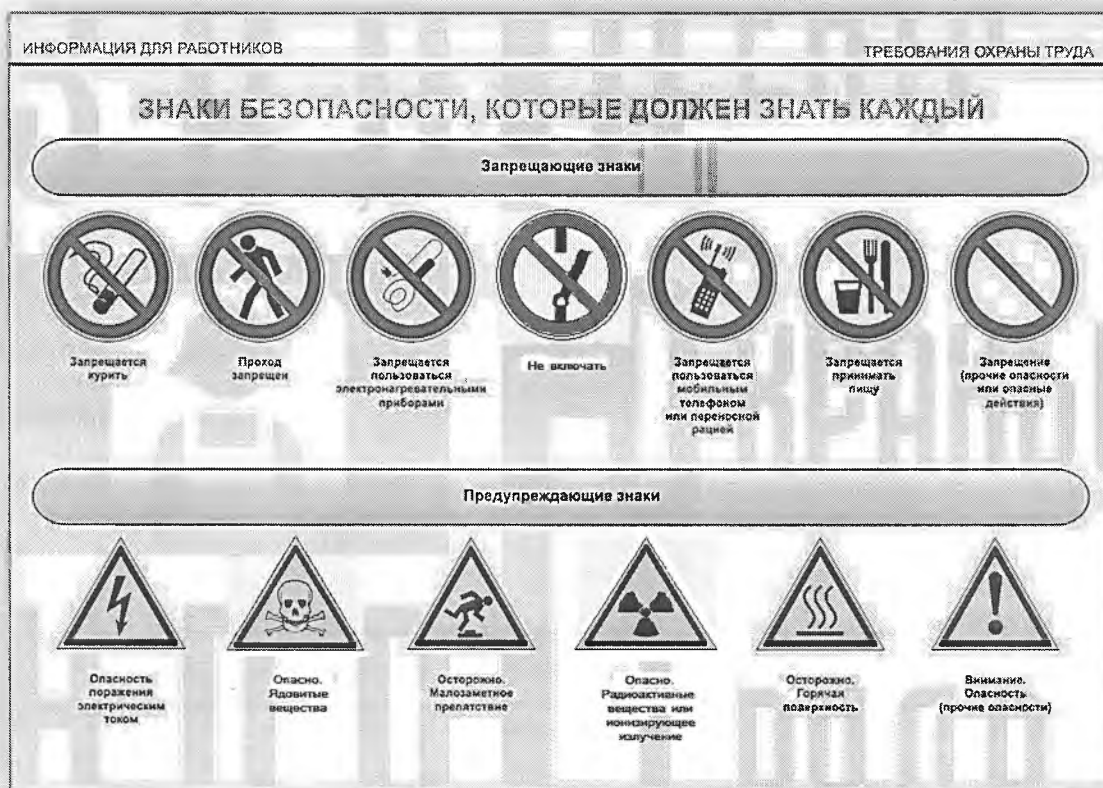 ИНФОРМАЦИЯ ДЛЯ РАБОТНИКОВ
ТРЕБОВАНИЯ ОХРАНЫ ТРУДА
ЗНАКИ БЕЗОПАСНОСТИ, КОТОРЫЕ ДОЛЖЕН ЗНАТЬ КАЖДЫЙ
Запрещающие знаки
Запрещается
курить
Проход
запрещен
Запрещается
пользоваться
электронагревательными
приборами
Не включать
Запрещается
пользоваться
мобильным
телефоном
или переносной
рацией
Запрещается
принимать
пищу
Запрещение
(прочие опасности
или опасные
действия)
Предупреждающие знаки
Опасность
поражения
электрическим
током
Опасно.
Ядовитые
вещества
Осторожно.
Малозаметное
препятствие
Опасно.
Радиоактивные
вещества или
ионизирующее
излучение
Осторожно.
Горячая
поверхность
Внимание.
Опасность
(прочие опасности)